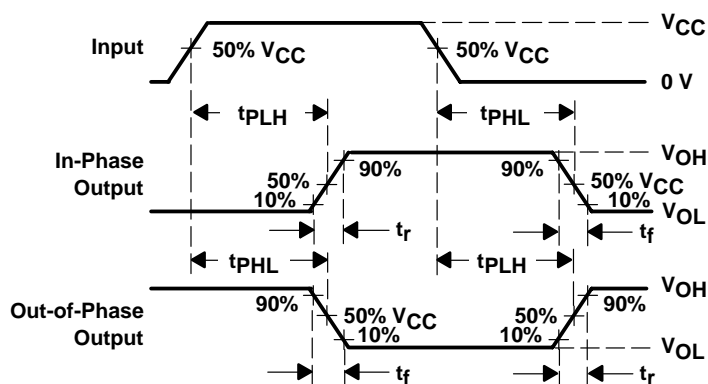 VCC
Input
50% VCC
50% VCC
0 V
tPLH
tPHL
In-Phase
Output
VOH
50%
10%
90%
90%
50% VCC
10%
VOL
tr
tf
tPHL
tPLH
Out-of-Phase
Output
VOH
90%
50% VCC
10%
50%
10%
90%
VOL
tf
tr